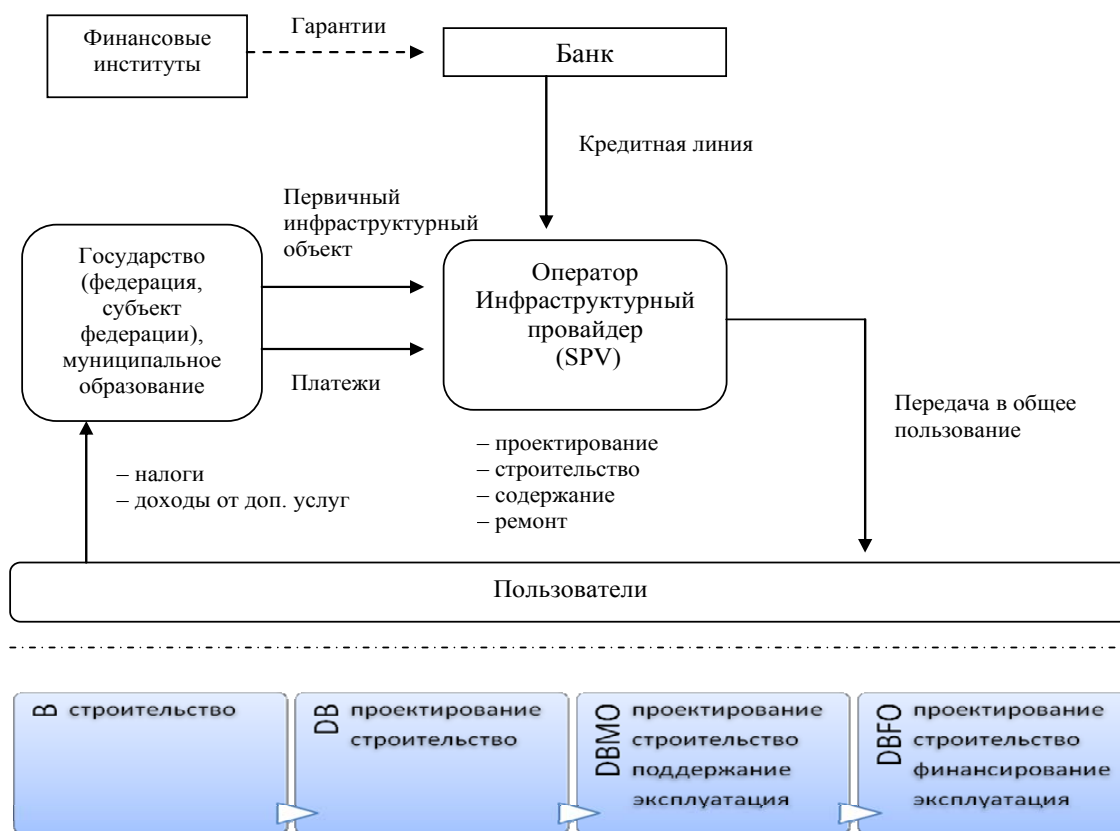 Финансовые
институты
Гарантии
Банк
Кредитная линия
Первичный
инфраструктурный
объект
Государство
(федерация,
субъект
федерации),
муниципальное
образование
Платежи
Оператор
Инфраструктурный
провайдер
(SPV)
– проектирование
– строительство
– содержание
– ремонт
Передача в общее
пользование
– налоги
– доходы от доп. услуг
Пользователи
B
строительство
DB
проектирование
строительство
DBMO
проектирование
строительство
поддержание
эксплуатация
DBFO
проектирование
строительство
финансирование
эксплуатация